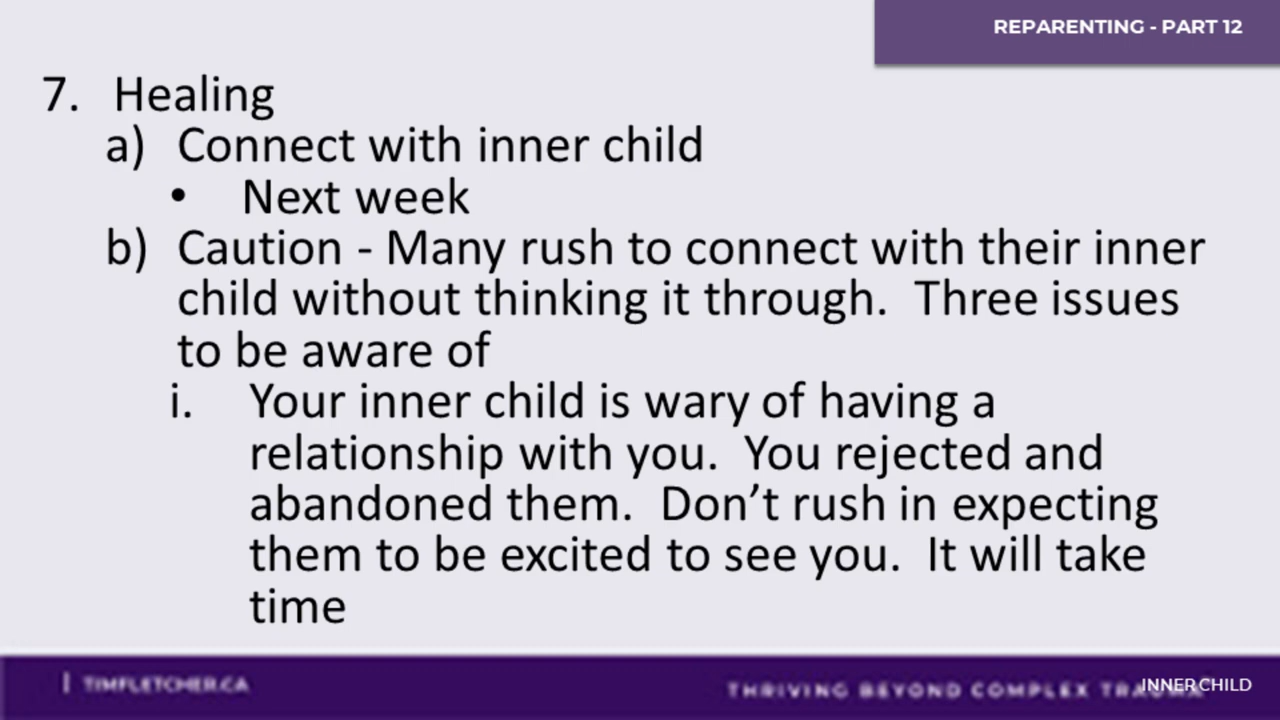 REPARENTING - PART 12
7. Healing
a) Connect with inner child
• Next week
b) Caution - Many rush to connect with their inner
child without thinking it through. Three issues
to be aware of
i. Your inner child is wary of having a
relationship with you. You rejected and
abandoned them. Don’t rush in expecting
them to be excited to see you. It will take
time
| TIMFLETCHER.CA
THRIVING BEYOND COMPLEX
INNER CHILD